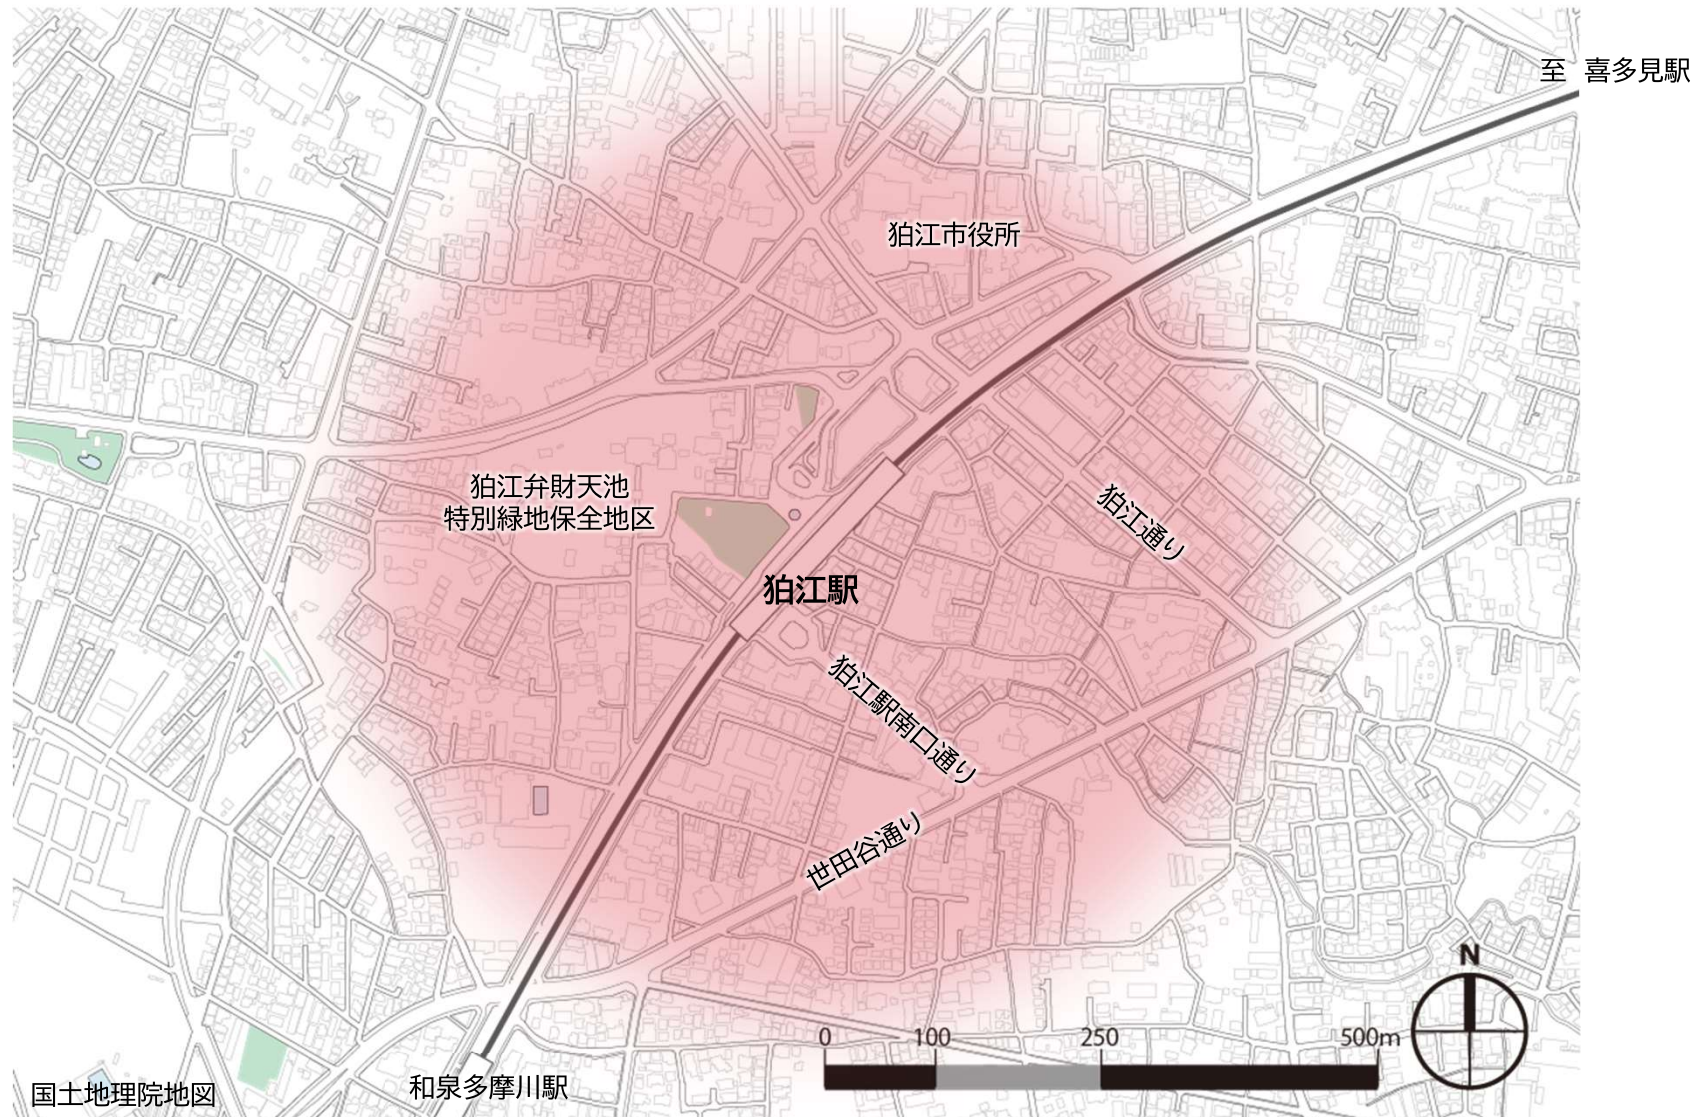 至 喜多見駅
狛江市役所
狛江弁財天池
特別緑地保全地区
狛江通り
狛江駅
狛江駅南口通り
世田谷通り
N
0 100 250 500m
和泉多摩川駅
国土地理院地図